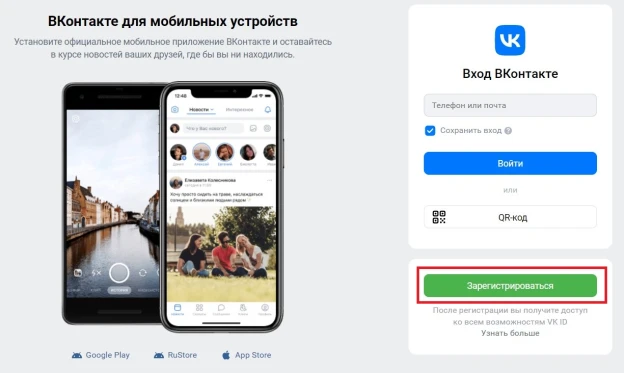 ВКонтакте для мобильных устройств
Установите официальное мобильное приложение ВКонтакте и оставайтесь
в курсе новостей ваших друзей, где бы вы ни находились.
12:48
Новости
Интересное
Что у Вас нового?
Елизавета Колесникова
Хочу просто сидеть на траве, наслаждаться
солнцем и близкими людьми рядом
Google Play
RuStore
App Store
VK
Вход ВКонтакте
Телефон или почта
Сохранить вход ?
Войти
или
QR-код
Зарегистрироваться
После регистрации вы получите доступ
ко всем возможностям VK ID
Узнать больше